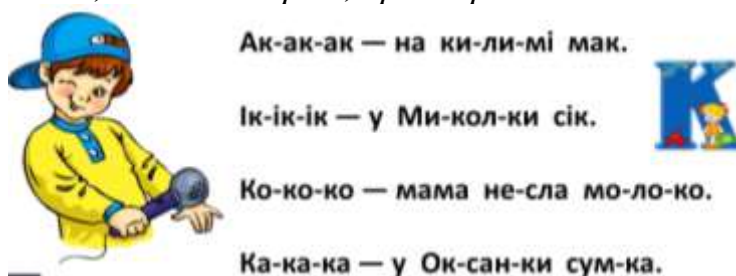 Ак-ак-ак — на ки-ли-мі мак.
Ік-ік-ік — у Ми-кол-ки сік.
К
Ко-ко-ко — мама не-сла мо-ло-ко.
Ка-ка-ка — у Ок-сан-ки сум-ка.